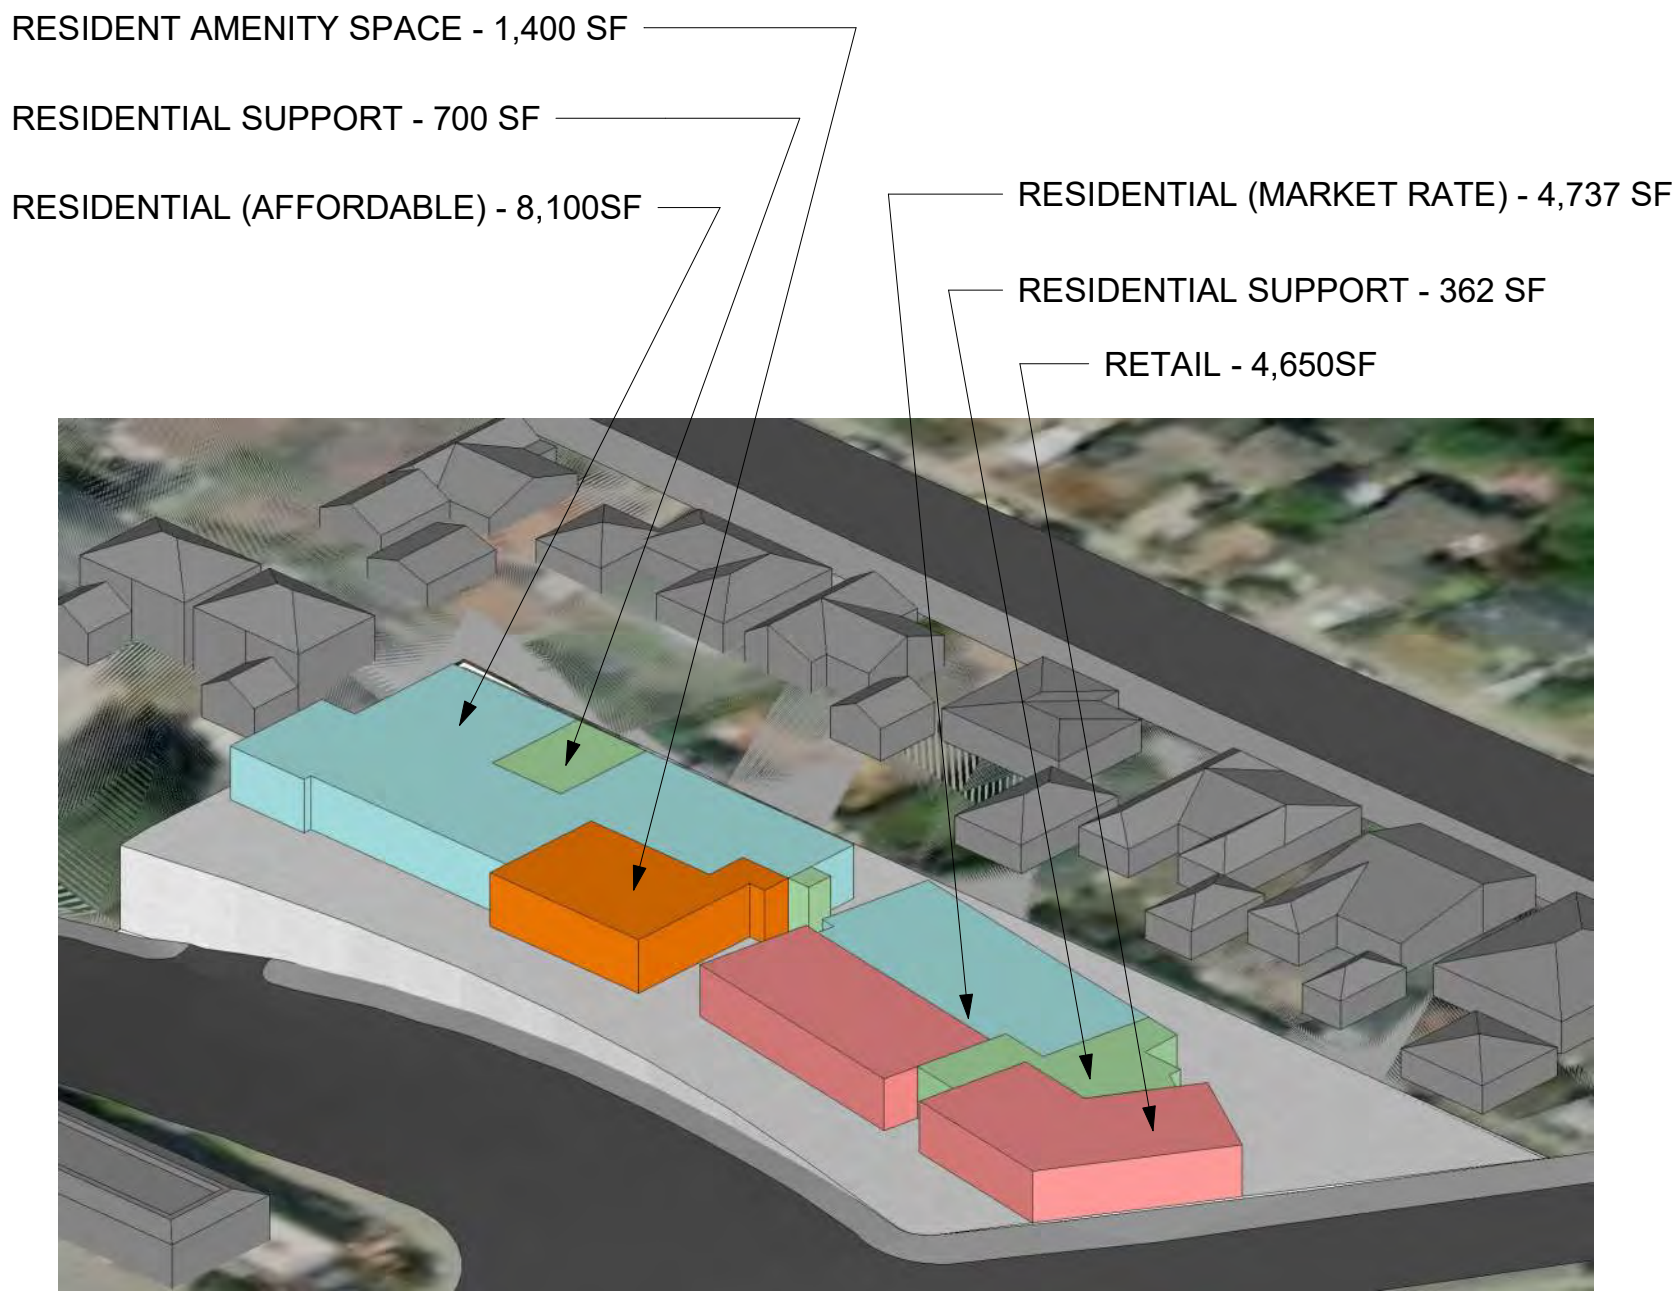 RESIDENT AMENITY SPACE - 1,400 SF
RESIDENTIAL SUPPORT - 700 SF
RESIDENTIAL (AFFORDABLE) - 8,100SF
RESIDENTIAL (MARKET RATE) - 4,737 SF
RESIDENTIAL SUPPORT - 362 SF
RETAIL - 4,650SF